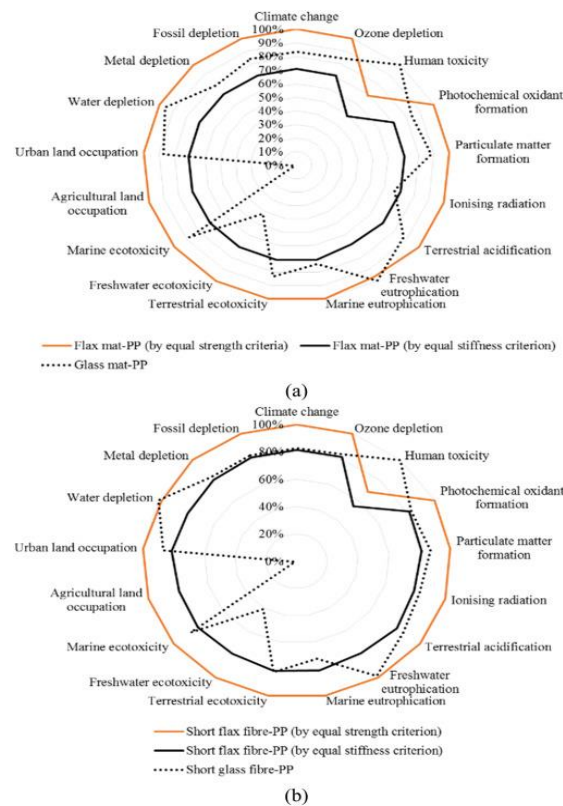 Climate change
Fossil depletion
Ozone depletion
Metal depletion
Human toxicity
Water depletion
Photochemical oxidant
formation
Urban land occupation
Particulate matter
formation
Agricultural land
occupation
Ionising radiation
Marine ecotoxicity
Terrestrial acidification
Freshwater ecotoxicity
Freshwater
eutrophication
Terrestrial ecotoxicity
Marine eutrophication
100%
90%
80%
70%
60%
50%
40%
30%
20%
10%
0%
Flax mat-PP (by equal strength criteria)
Flax mat-PP (by equal stiffness criterion)
Glass mat-PP
(a)
Climate change
Fossil depletion
Ozone depletion
Metal depletion
Human toxicity
Water depletion
Photochemical oxidant
formation
Urban land occupation
Particulate matter
formation
Agricultural land
occupation
Ionising radiation
Marine ecotoxicity
Terrestrial acidification
Freshwater ecotoxicity
Freshwater
eutrophication
Terrestrial ecotoxicity
Marine eutrophication
100%
80%
60%
40%
20%
0%
Short flax fibre-PP (by equal strength criterion)
Short flax fibre-PP (by equal stiffness criterion)
Short glass fibre-PP
(b)